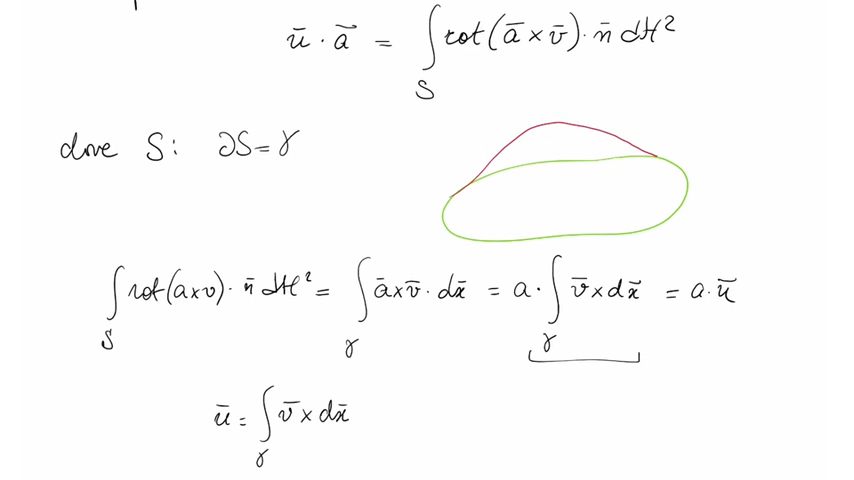 ū · ā = ∫_S rot(ā × v̄) · n̄ dH²
dove S: ∂S = γ
∫_S rot(a×v) · n̄ dH² = ∫_γ ā×v̄ · dx̄ = a · ∫_γ v̄ × dx̄ = a · ū
ū = ∫_γ v̄ × dx̄